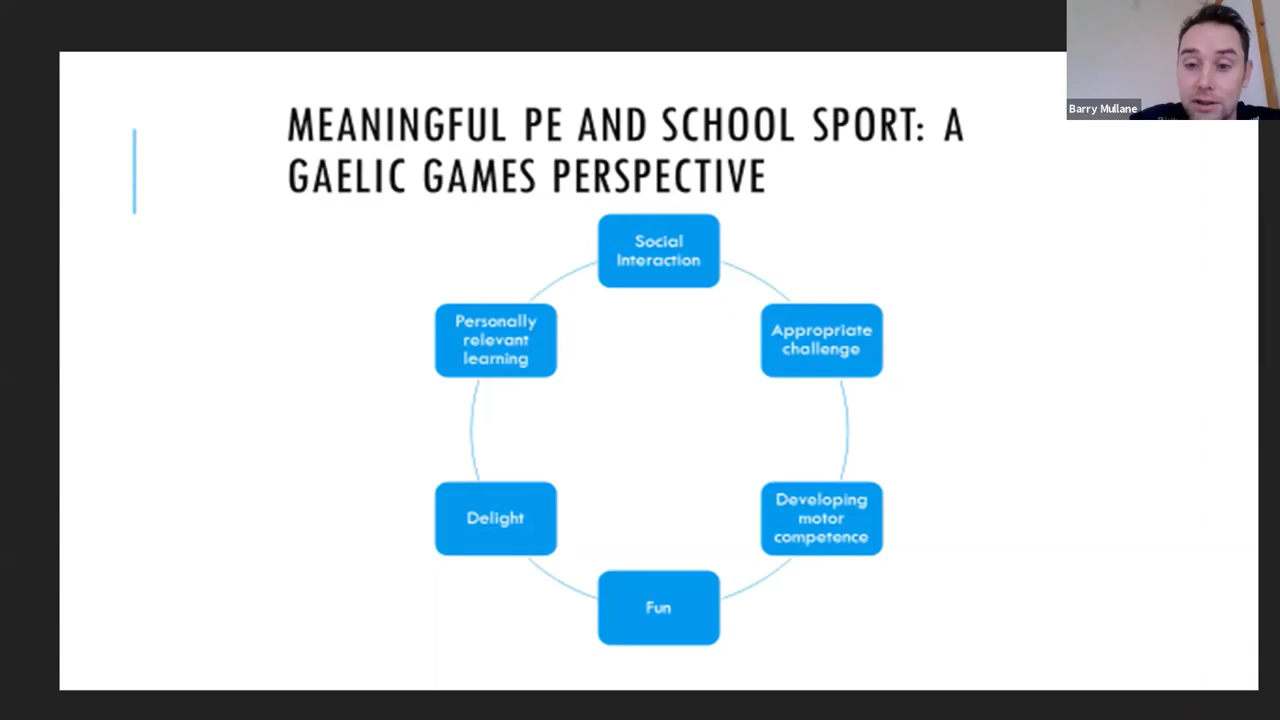 Barry Mullane
MEANINGFUL PE AND SCHOOL SPORT: A
GAELIC GAMES PERSPECTIVE
Social
Interaction
Appropriate
challenge
Developing
motor
competence
Fun
Delight
Personally
relevant
learning